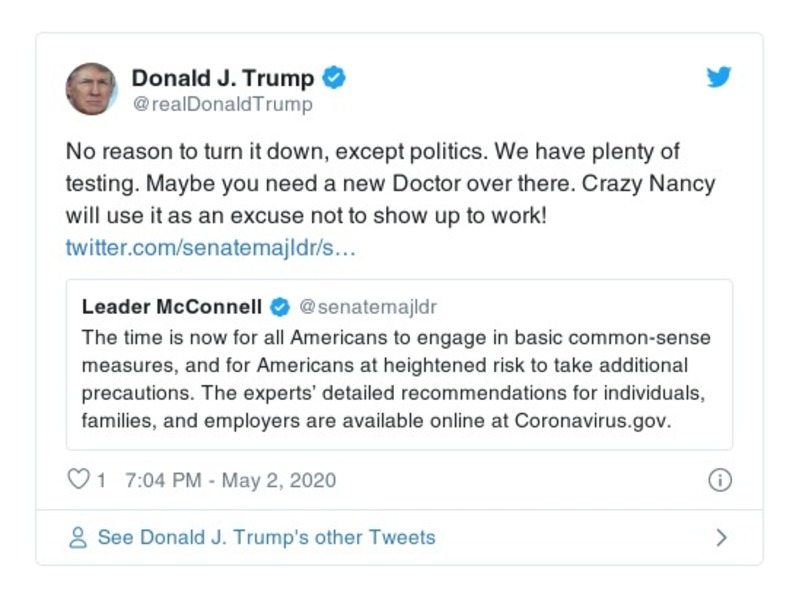 Donald J. Trump
@realDonaldTrump
No reason to turn it down, except politics. We have plenty of
testing. Maybe you need a new Doctor over there. Crazy Nancy
will use it as an excuse not to show up to work!
twitter.com/senatemajldr/s…
Leader McConnell @senatemajldr
The time is now for all Americans to engage in basic common-sense
measures, and for Americans at heightened risk to take additional
precautions. The experts’ detailed recommendations for individuals,
families, and employers are available online at Coronavirus.gov.
1 7:04 PM - May 2, 2020
See Donald J. Trump's other Tweets